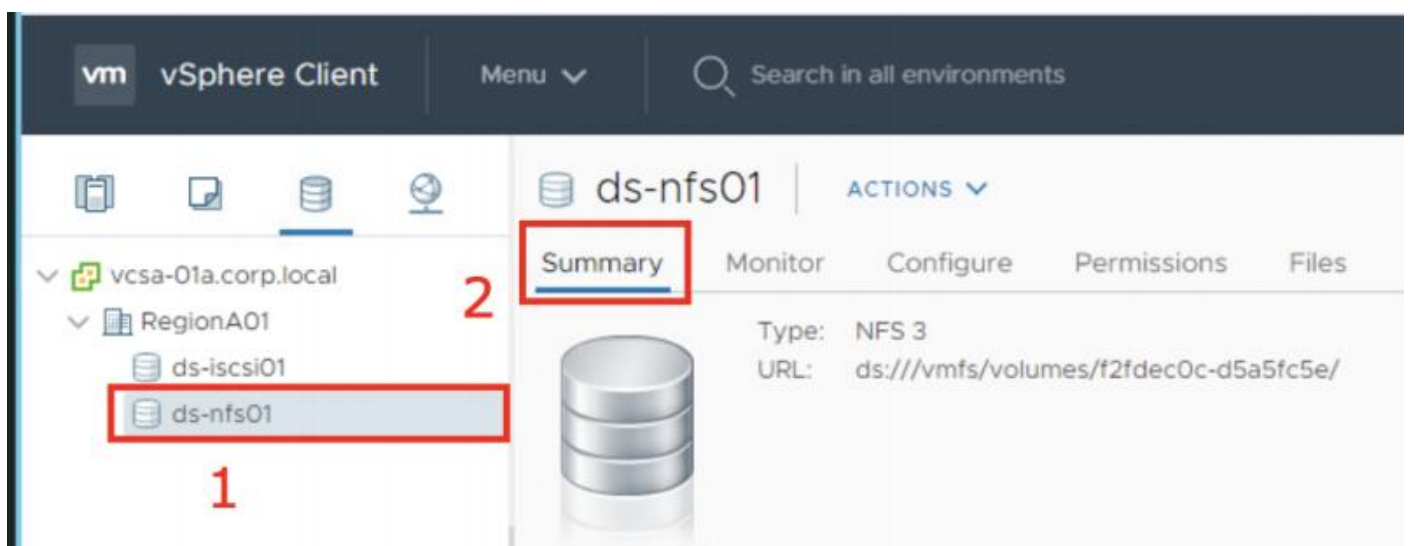 vm vSphere Client Menu Search in all environments
ds-nfs01 ACTIONS
Summary Monitor Configure Permissions Files
vcsa-01a.corp.local
2
RegionA01
Type: NFS 3
ds-iscsi01
URL: ds:///vmfs/volumes/f2fdec0c-d5a5fc5e/
ds-nfs01
1